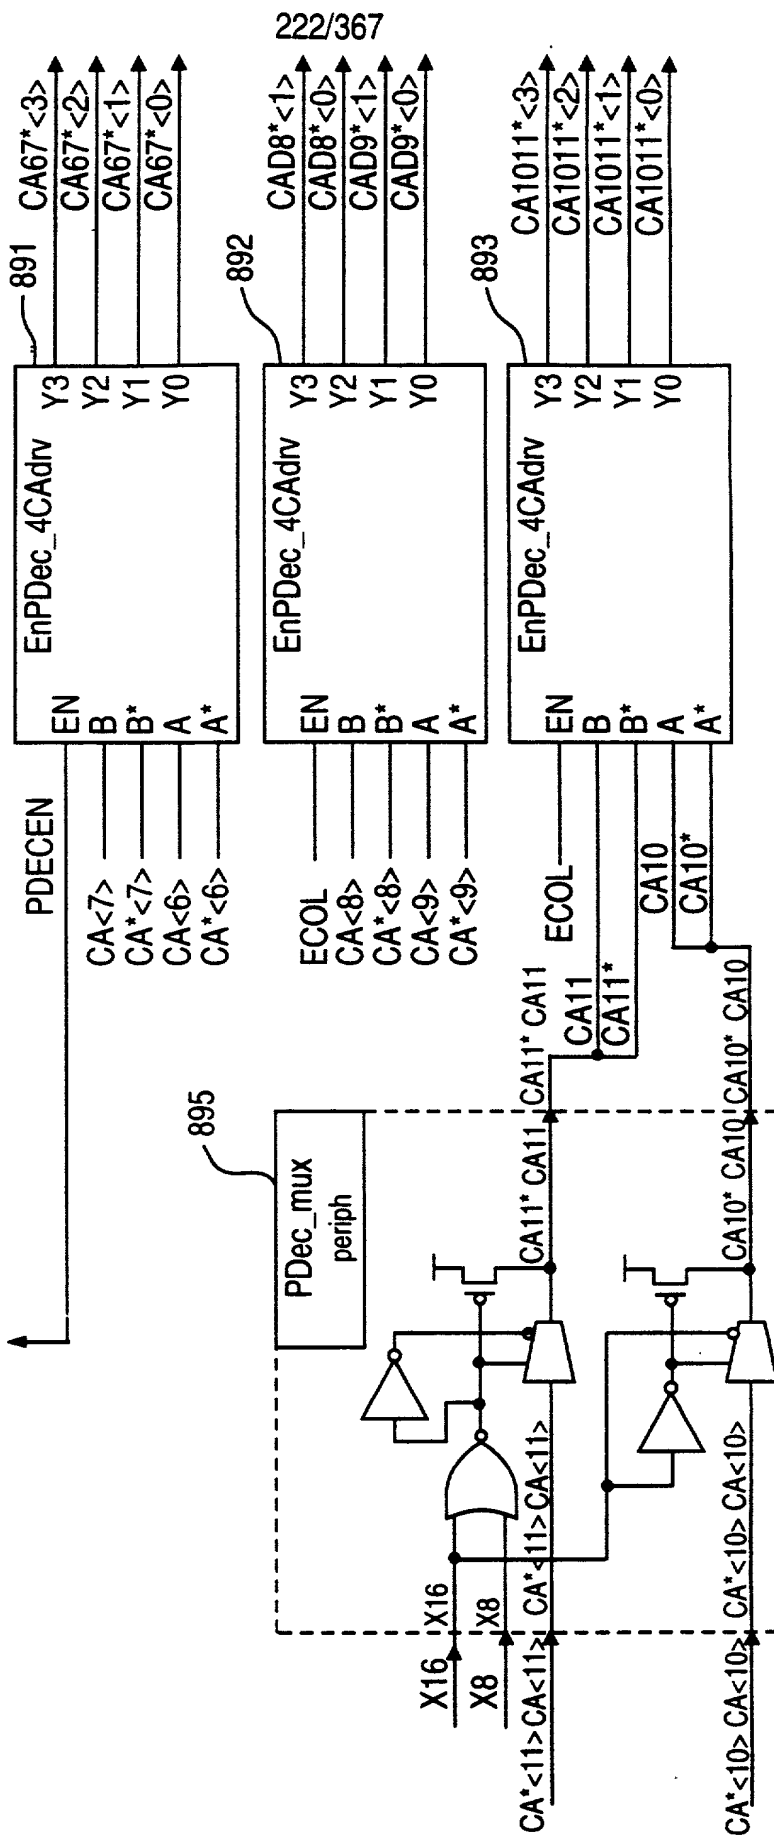 222/367
CA67*<3>
CA67*<2>
CA67*<1>
CA67*<0>
891
EnPDec_4CAdrv
Y3
Y2
Y1
Y0
EN
B
B*
A
A*
PDECEN
CA<7>
CA*<7>
CA<6>
CA*<6>
CAD8*<1>
CAD8*<0>
CAD9*<1>
CAD9*<0>
892
EnPDec_4CAdrv
Y3
Y2
Y1
Y0
EN
B
B*
A
A*
ECOL
CA<8>
CA*<8>
CA<9>
CA*<9>
CA1011*<3>
CA1011*<2>
CA1011*<1>
CA1011*<0>
893
EnPDec_4CAdrv
Y3
Y2
Y1
Y0
EN
B
B*
A
A*
ECOL
CA11
CA11*
CA10
CA10*
895
PDec_mux
periph
CA11* CA11
CA11* CA11
CA10* CA10
CA10* CA10
X16
X8
X16
X8
CA*<11> CA<11>
CA*<11> CA<11>
CA*<10> CA<10>
CA*<10> CA<10>